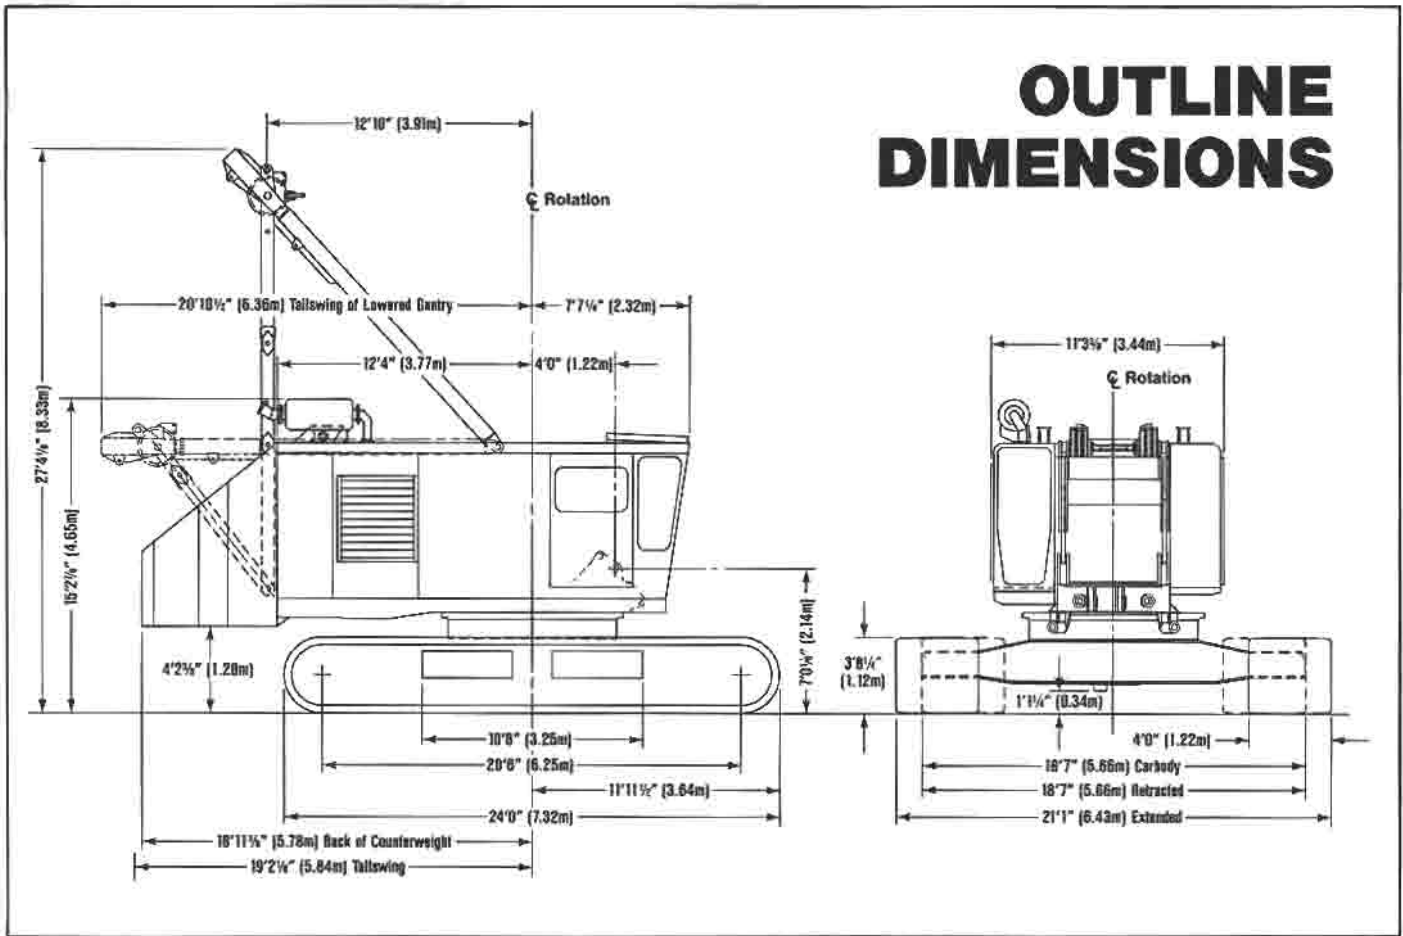 OUTLINE
DIMENSIONS
12'10" (3.91m)
℄ Rotation
20'10½" (6.36m) Tailswing of Lowered Gantry
7'7¼" (2.32m)
12'4" (3.77m)
4'0" (1.22m)
11'3⅜" (3.44m)
℄ Rotation
27'4⅛" (8.33m)
15'2⅞" (4.65m)
4'2⅜" (1.28m)
7'0⅛" (2.14m)
3'8¼"
(1.12m)
1'1¼" (0.34m)
10'8" (3.25m)
4'0" (1.22m)
20'6" (6.25m)
18'7" (5.66m) Carbody
11'11½" (3.64m)
18'7" (5.66m) Retracted
24'0" (7.32m)
21'1" (6.43m) Extended
18'11⅜" (5.78m) Back of Counterweight
19'2⅛" (5.84m) Tailswing